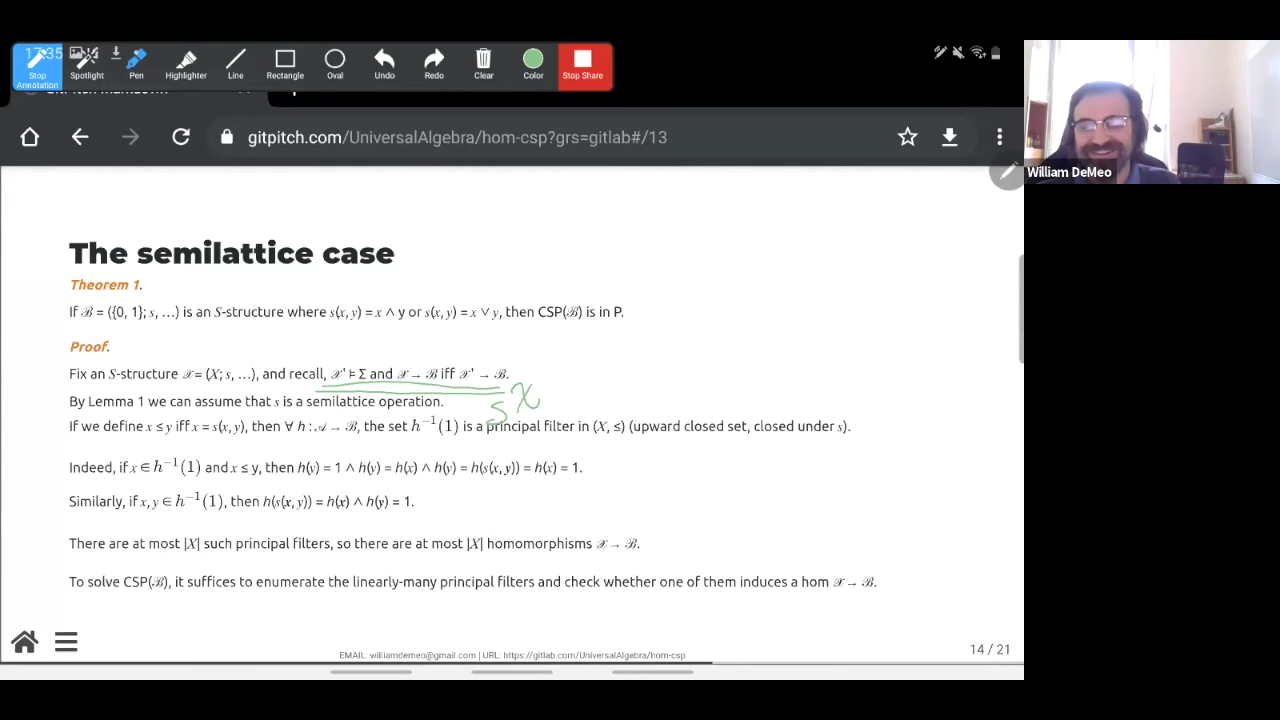 17:35
Stop Annotation
Spotlight
Pen
Highlighter
Line
Rectangle
Oval
Undo
Redo
Clear
Color
Stop Share
gitpitch.com/UniversalAlgebra/hom-csp?grs=gitlab#/13
William DeMeo
The semilattice case
Theorem 1.
If ℬ = ({0, 1}; s, …) is an S-structure where s(x, y) = x ∧ y or s(x, y) = x ∨ y, then CSP(ℬ) is in P.
Proof.
Fix an S-structure 𝒳 = (X; s, …), and recall, 𝒳' ⊧ Σ and 𝒳 → ℬ iff 𝒳' → ℬ.
s^𝒳
By Lemma 1 we can assume that s is a semilattice operation.
If we define x ≤ y iff x = s(x, y), then ∀ h : 𝒜 → ℬ, the set h⁻¹(1) is a principal filter in (X, ≤) (upward closed set, closed under s).
Indeed, if x ∈ h⁻¹(1) and x ≤ y, then h(y) = 1 ∧ h(y) = h(x) ∧ h(y) = h(s(x, y)) = h(x) = 1.
Similarly, if x, y ∈ h⁻¹(1), then h(s(x, y)) = h(x) ∧ h(y) = 1.
There are at most |X| such principal filters, so there are at most |X| homomorphisms 𝒳 → ℬ.
To solve CSP(ℬ), it suffices to enumerate the linearly-many principal filters and check whether one of them induces a hom 𝒳 → ℬ.
14 / 21
EMAIL: williamdemeo@gmail.com | URL: https://gitlab.com/UniversalAlgebra/hom-csp